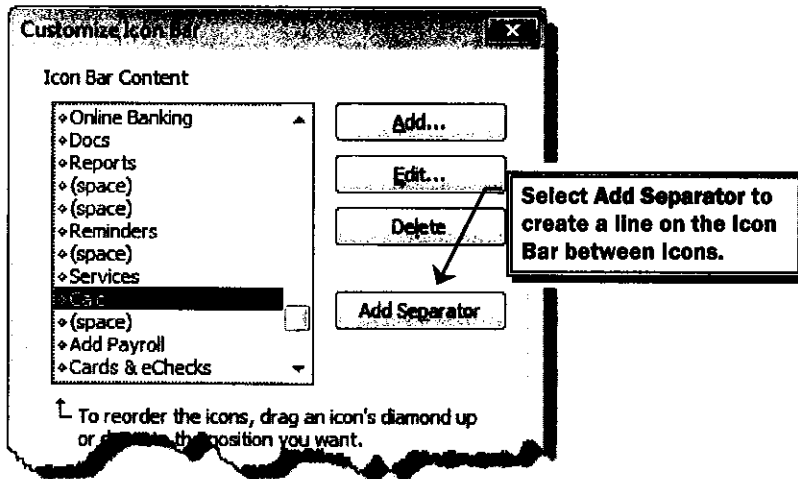 Customize Icon Bar
Icon Bar Content
Online Banking
Docs
Reports
(space)
(space)
Reminders
(space)
Services
Calc
(space)
Add Payroll
Cards & eChecks
Add...
Edit...
Delete
Add Separator
Select Add Separator to
create a line on the Icon
Bar between Icons.
To reorder the icons, drag an icon's diamond up
or position you want.